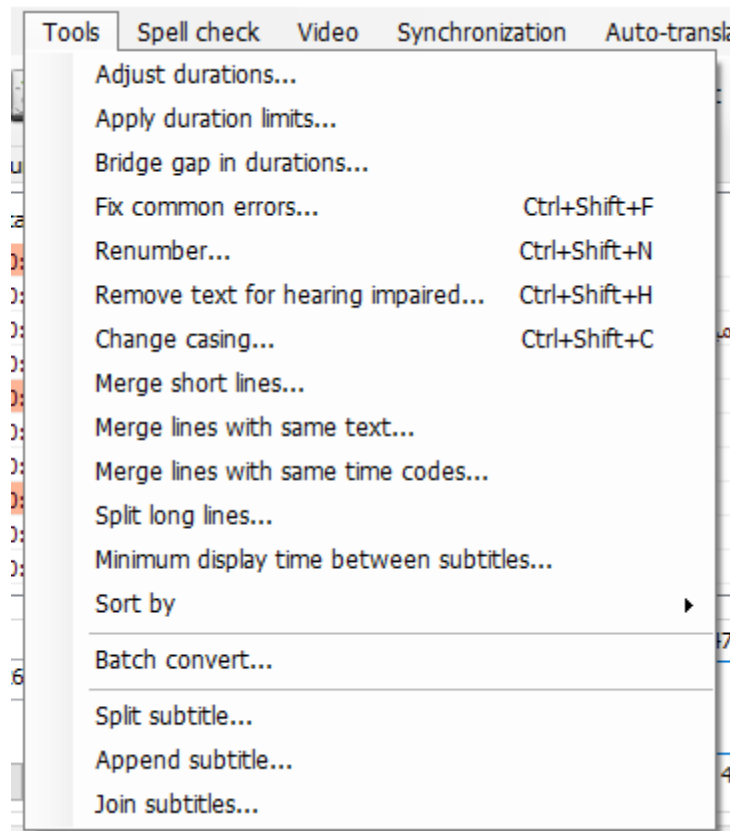 Tools Spell check Video Synchronization
Adjust durations...
Apply duration limits...
Bridge gap in durations...
Fix common errors... Ctrl+Shift+F
Renumber... Ctrl+Shift+N
Remove text for hearing impaired... Ctrl+Shift+H
Change casing... Ctrl+Shift+C
Merge short lines...
Merge lines with same text...
Merge lines with same time codes...
Split long lines...
Minimum display time between subtitles...
Sort by
Batch convert...
Split subtitle...
Append subtitle...
Join subtitles...